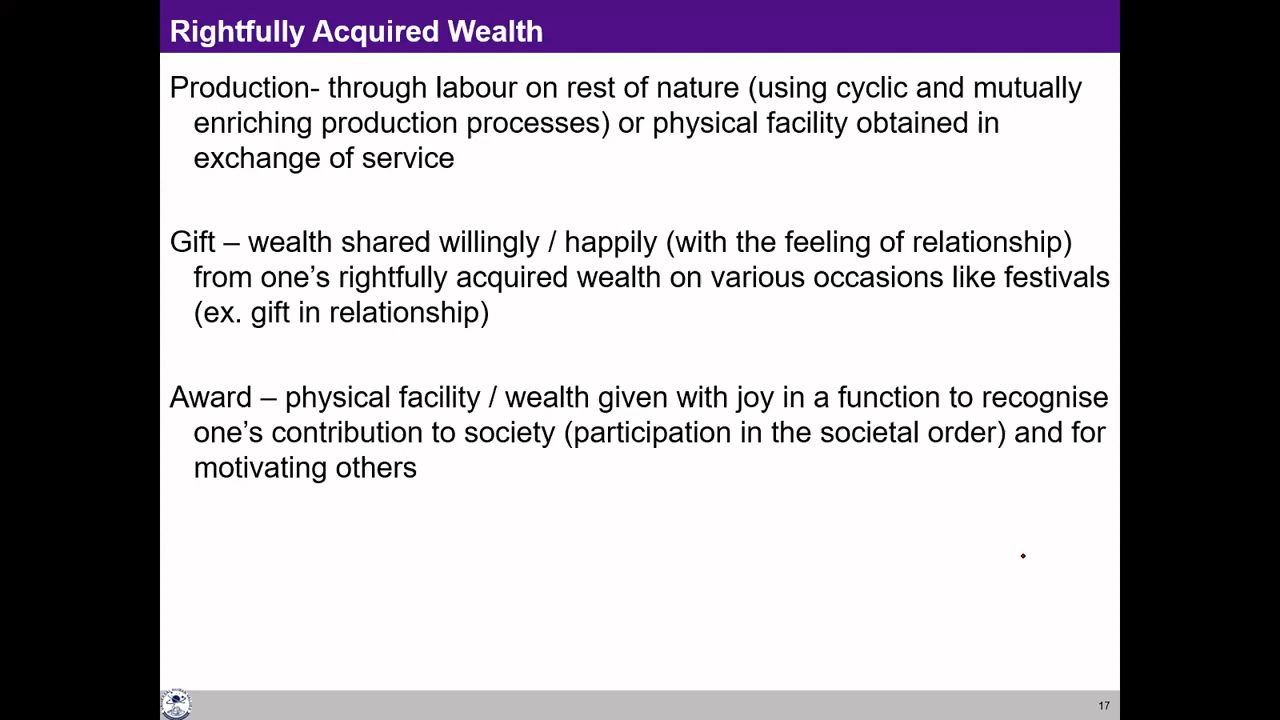 Rightfully Acquired Wealth
Production- through labour on rest of nature (using cyclic and mutually
enriching production processes) or physical facility obtained in
exchange of service
Gift – wealth shared willingly / happily (with the feeling of relationship)
from one’s rightfully acquired wealth on various occasions like festivals
(ex. gift in relationship)
Award – physical facility / wealth given with joy in a function to recognise
one’s contribution to society (participation in the societal order) and for
motivating others
17